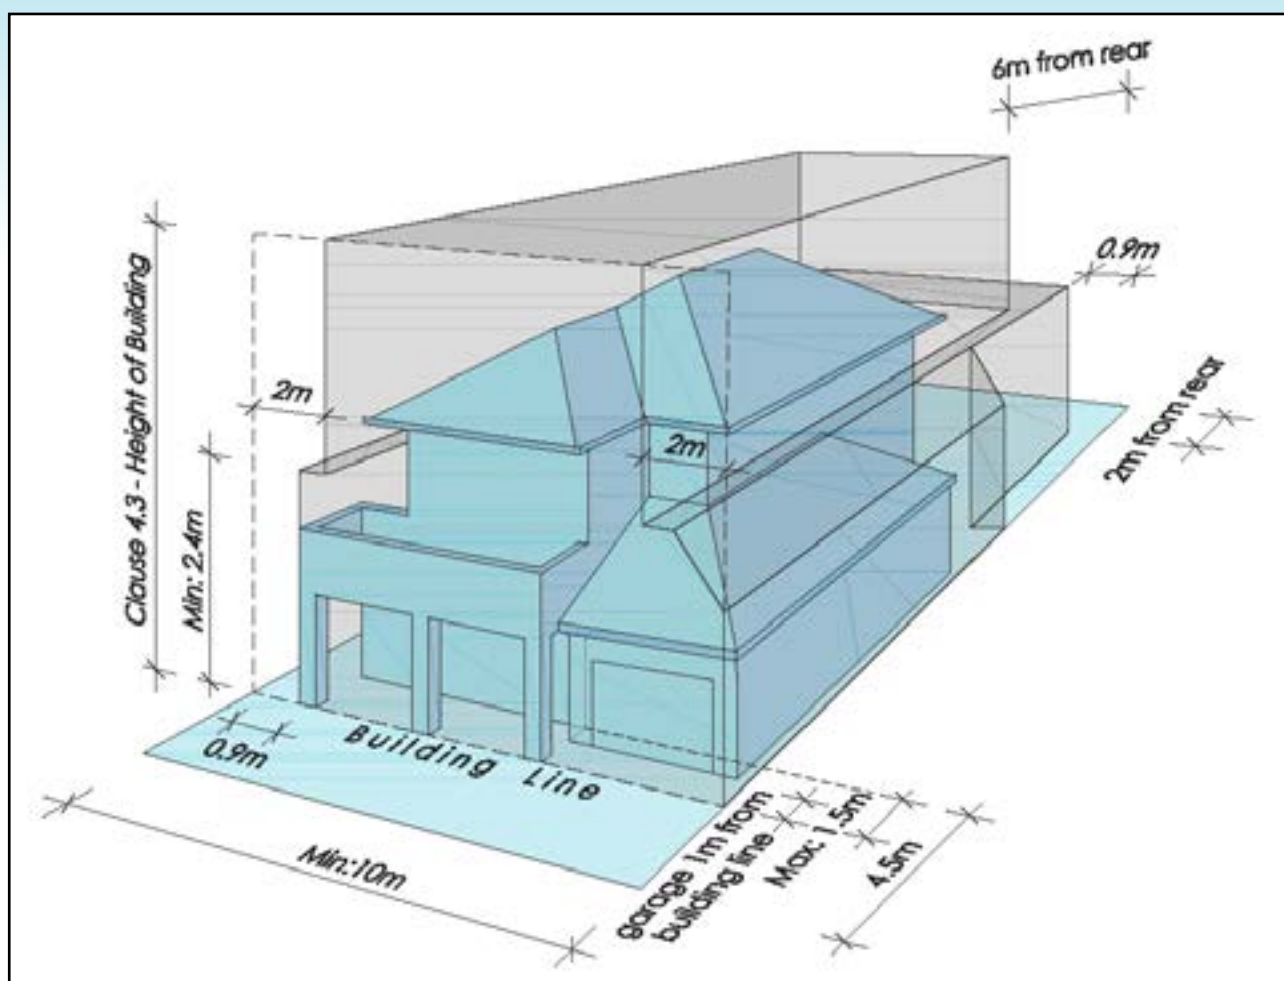 6m from rear
0.9m
Clause 4.3 - Height of Building
2m
2m
2m from rear
Min: 2.4m
0.9m
Building Line
garage 1m from
building line
Max: 1.5m
4.5m
Min:10m